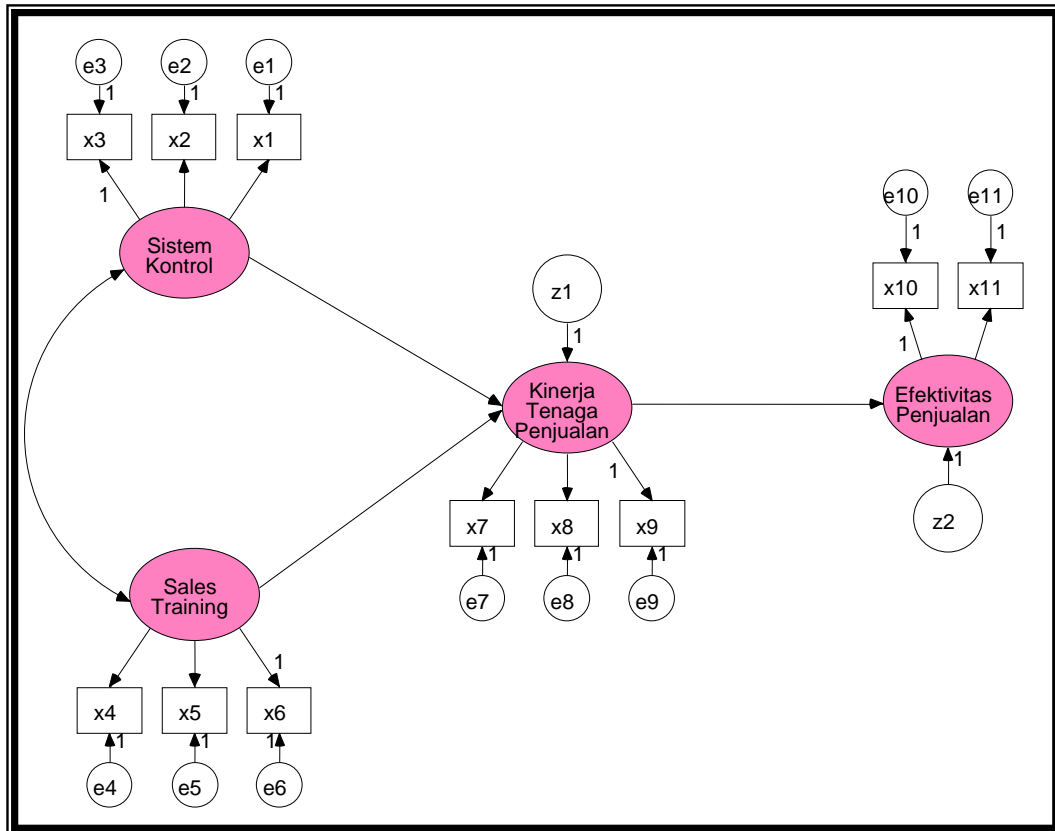 e3
e2
e1
1
1
1
x3
x2
x1
1
Sistem
Kontrol
e10
e11
1
1
x10
x11
1
z1
1
Kinerja
Tenaga
Penjualan
Efektivitas
Penjualan
1
z2
1
x7
x8
x9
1
1
1
e7
e8
e9
Sales
Training
1
x4
x5
x6
1
1
1
e4
e5
e6